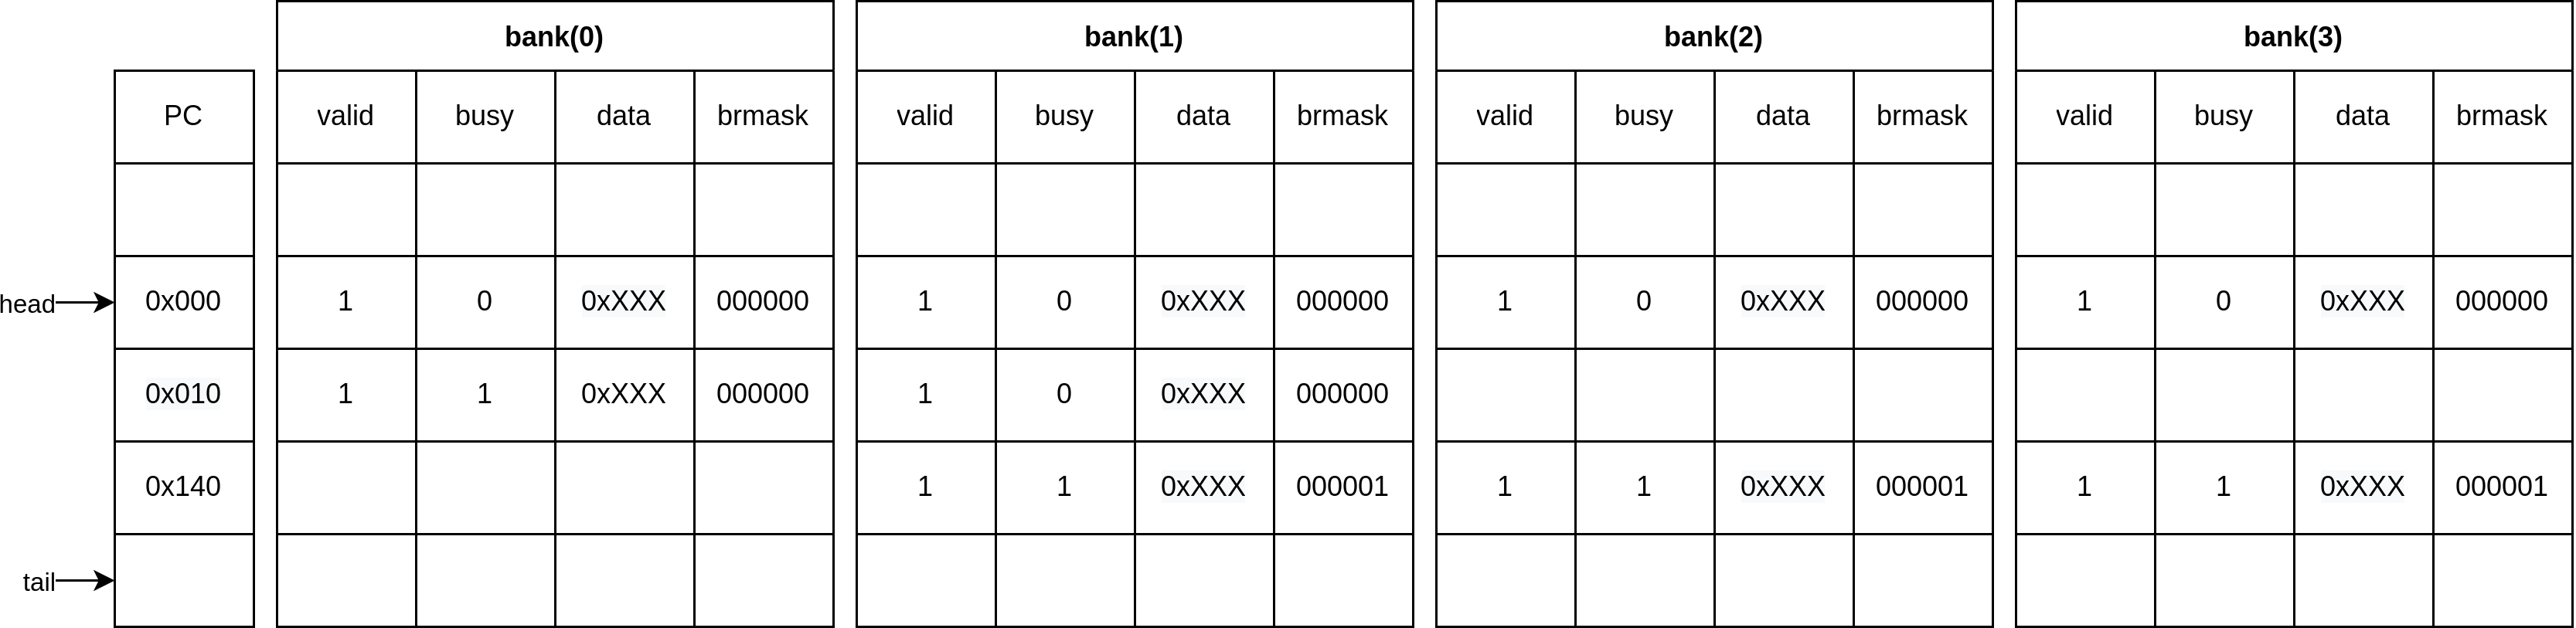 bank(0) bank(1) bank(2) bank(3)
PC valid busy data brmask valid busy data brmask valid busy data brmask valid busy data brmask
head 0x000 1 0 0xXXX 000000 1 0 0xXXX 000000 1 0 0xXXX 000000 1 0 0xXXX 000000
0x010 1 1 0xXXX 000000 1 0 0xXXX 000000
0x140 1 1 0xXXX 000001 1 1 0xXXX 000001 1 1 0xXXX 000001
tail